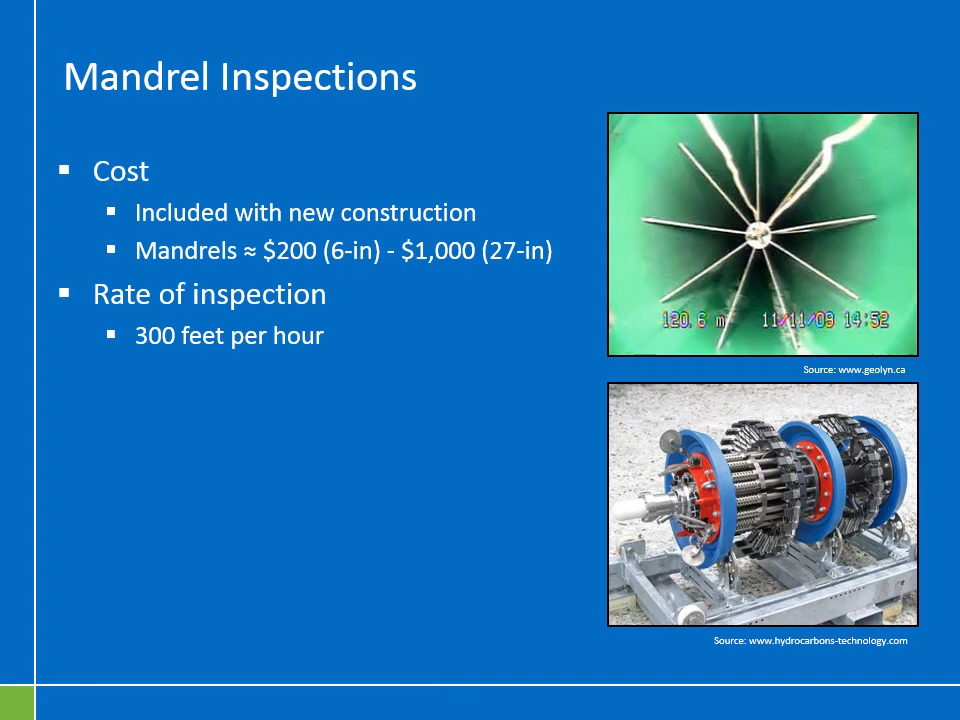 Mandrel Inspections
Cost
Included with new construction
Mandrels ≈ $200 (6-in) - $1,000 (27-in)
Rate of inspection
300 feet per hour
120.6 m 11/11/09 14:52
Source: www.geolyn.ca
Source: www.hydrocarbons-technology.com